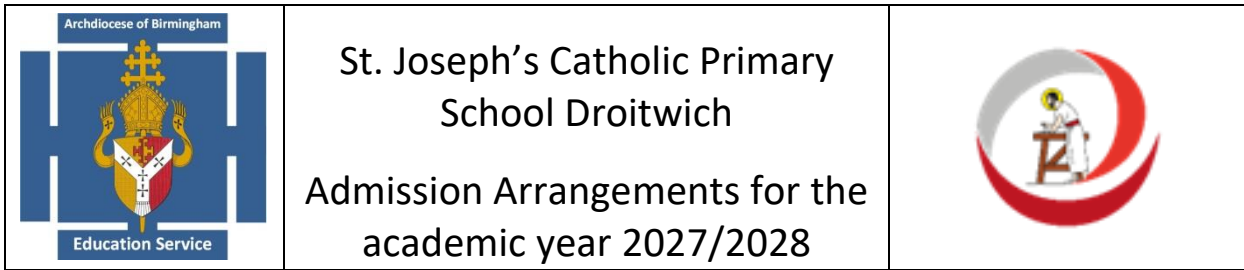 Archdiocese of Birmingham
Education Service
St. Joseph’s Catholic Primary
School Droitwich
Admission Arrangements for the
academic year 2027/2028